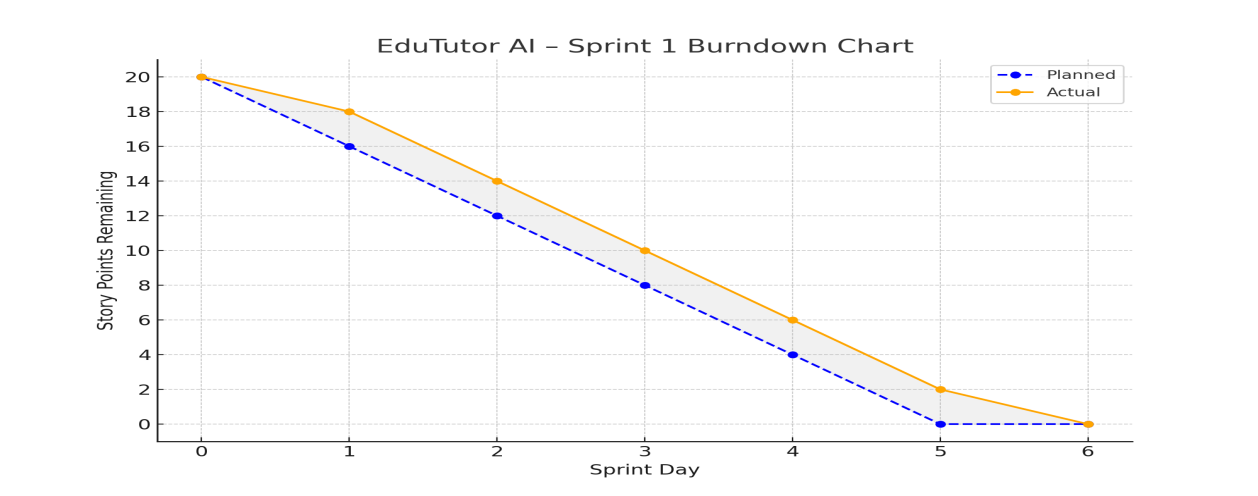 EduTutor AI – Sprint 1 Burndown Chart
Planned
Actual
Story Points Remaining
20
18
16
14
12
10
8
6
4
2
0
0 1 2 3 4 5 6
Sprint Day